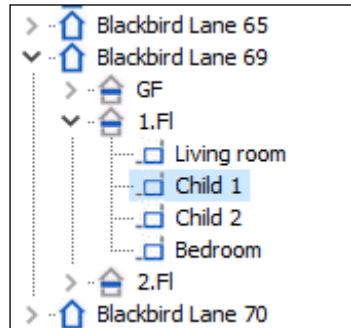 Blackbird Lane 65
Blackbird Lane 69
GF
1.Fl
Living room
Child 1
Child 2
Bedroom
2.Fl
Blackbird Lane 70